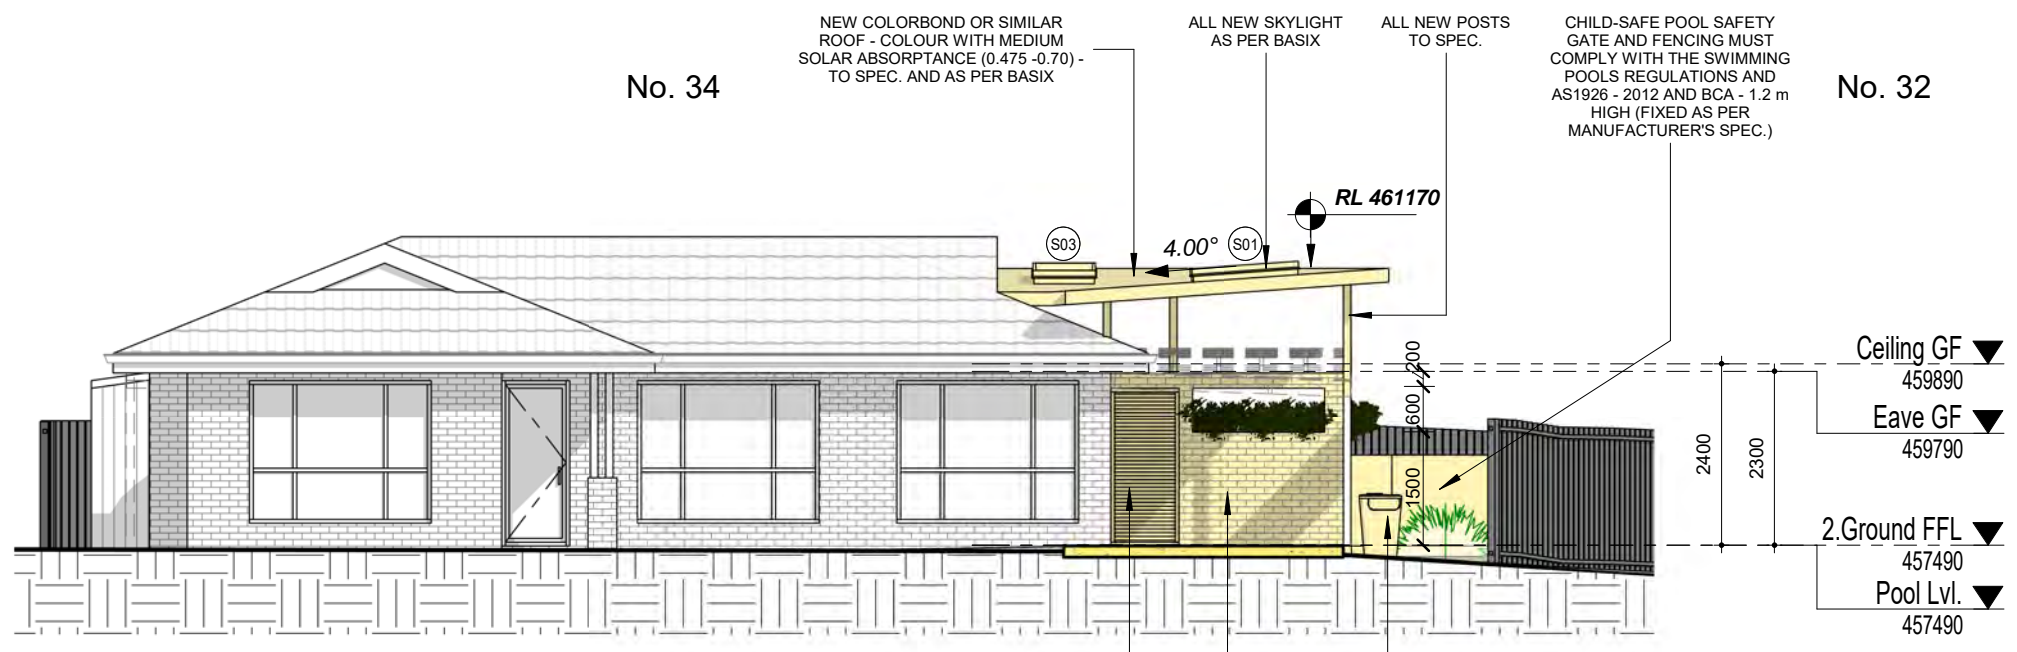 NEW COLORBOND OR SIMILAR
ROOF - COLOUR WITH MEDIUM
SOLAR ABSORPTANCE (0.475 -0.70) -
TO SPEC. AND AS PER BASIX
ALL NEW SKYLIGHT
AS PER BASIX
ALL NEW POSTS
TO SPEC.
CHILD-SAFE POOL SAFETY
GATE AND FENCING MUST
COMPLY WITH THE SWIMMING
POOLS REGULATIONS AND
AS1926 - 2012 AND BCA - 1.2 m
HIGH (FIXED AS PER
MANUFACTURER'S SPEC.)
No. 34
No. 32
RL 461170
S03
4.00°
S01
200
600
1500
2400
2300
Ceiling GF
459890
Eave GF
459790
2.Ground FFL
457490
Pool Lvl.
457490